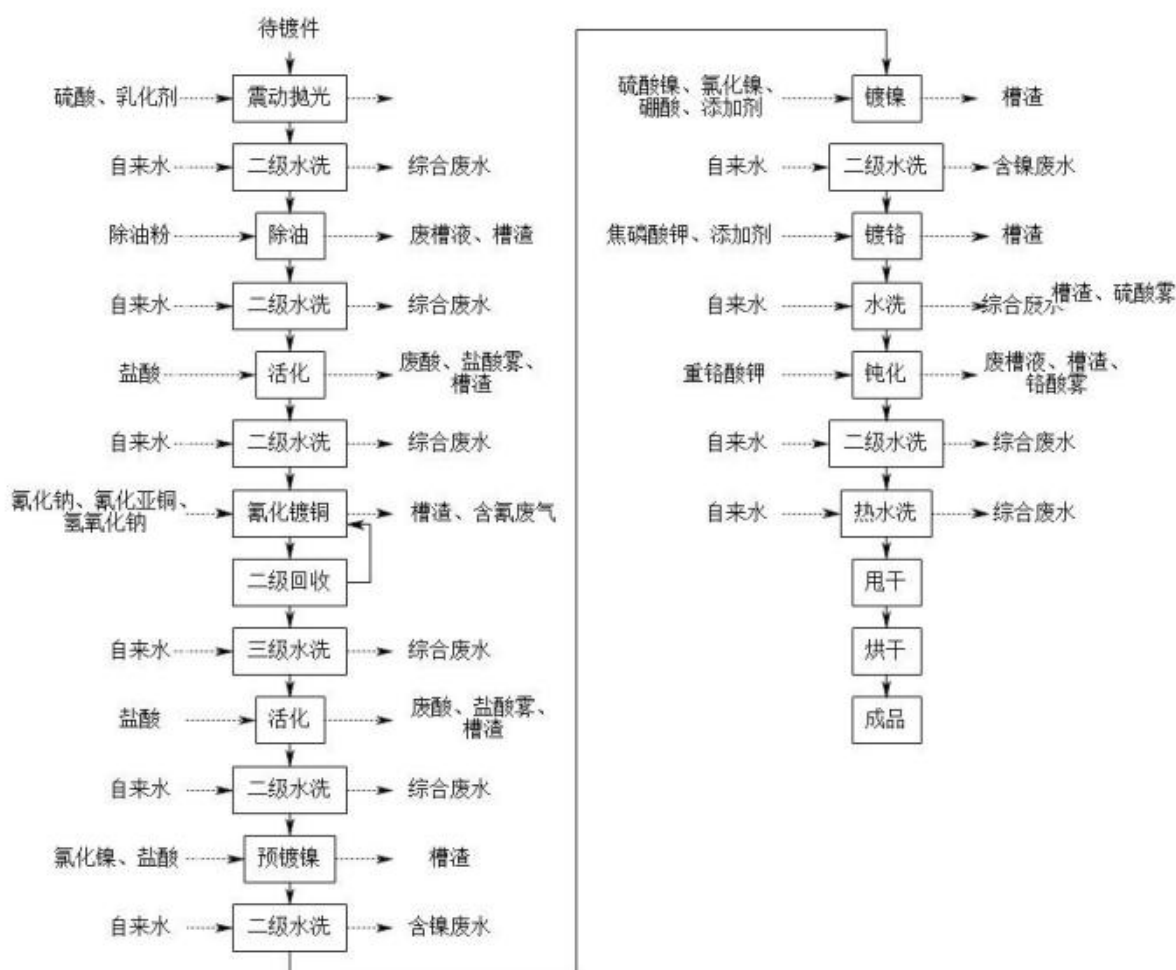 待镀件
硫酸、乳化剂
震动抛光
自来水
二级水洗
综合废水
除油粉
除油
废槽液、槽渣
自来水
二级水洗
综合废水
盐酸
活化
废酸、盐酸雾、
槽渣
自来水
二级水洗
综合废水
氰化钠、氰化亚铜、
氢氧化钠
氰化镀铜
槽渣、含氰废气
二级回收
自来水
三级水洗
综合废水
盐酸
活化
废酸、盐酸雾、
槽渣
自来水
二级水洗
综合废水
氯化镍、盐酸
预镀镍
槽渣
自来水
二级水洗
含镍废水
硫酸镍、氯化镍、
硼酸、添加剂
镀镍
槽渣
自来水
二级水洗
含镍废水
焦磷酸钾、添加剂
镀铬
槽渣
自来水
水洗
综合废水
槽渣、硫酸雾
重铬酸钾
钝化
废槽液、槽渣、
铬酸雾
自来水
二级水洗
综合废水
自来水
热水洗
综合废水
甩干
烘干
成品